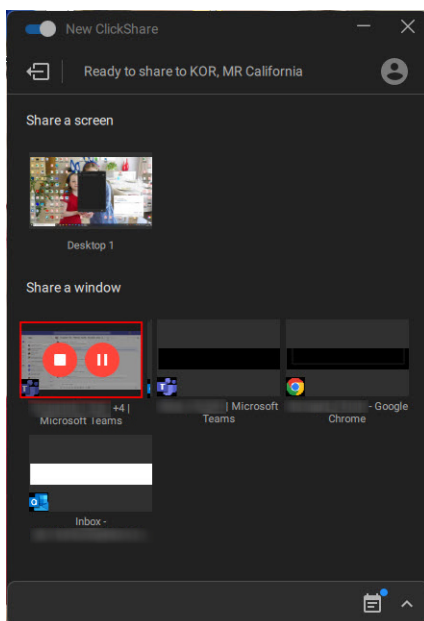 New ClickShare
Ready to share to KOR, MR California
Share a screen
Desktop 1
Share a window
+4 |
Microsoft Teams
| Microsoft
Teams
- Google
Chrome
Inbox -